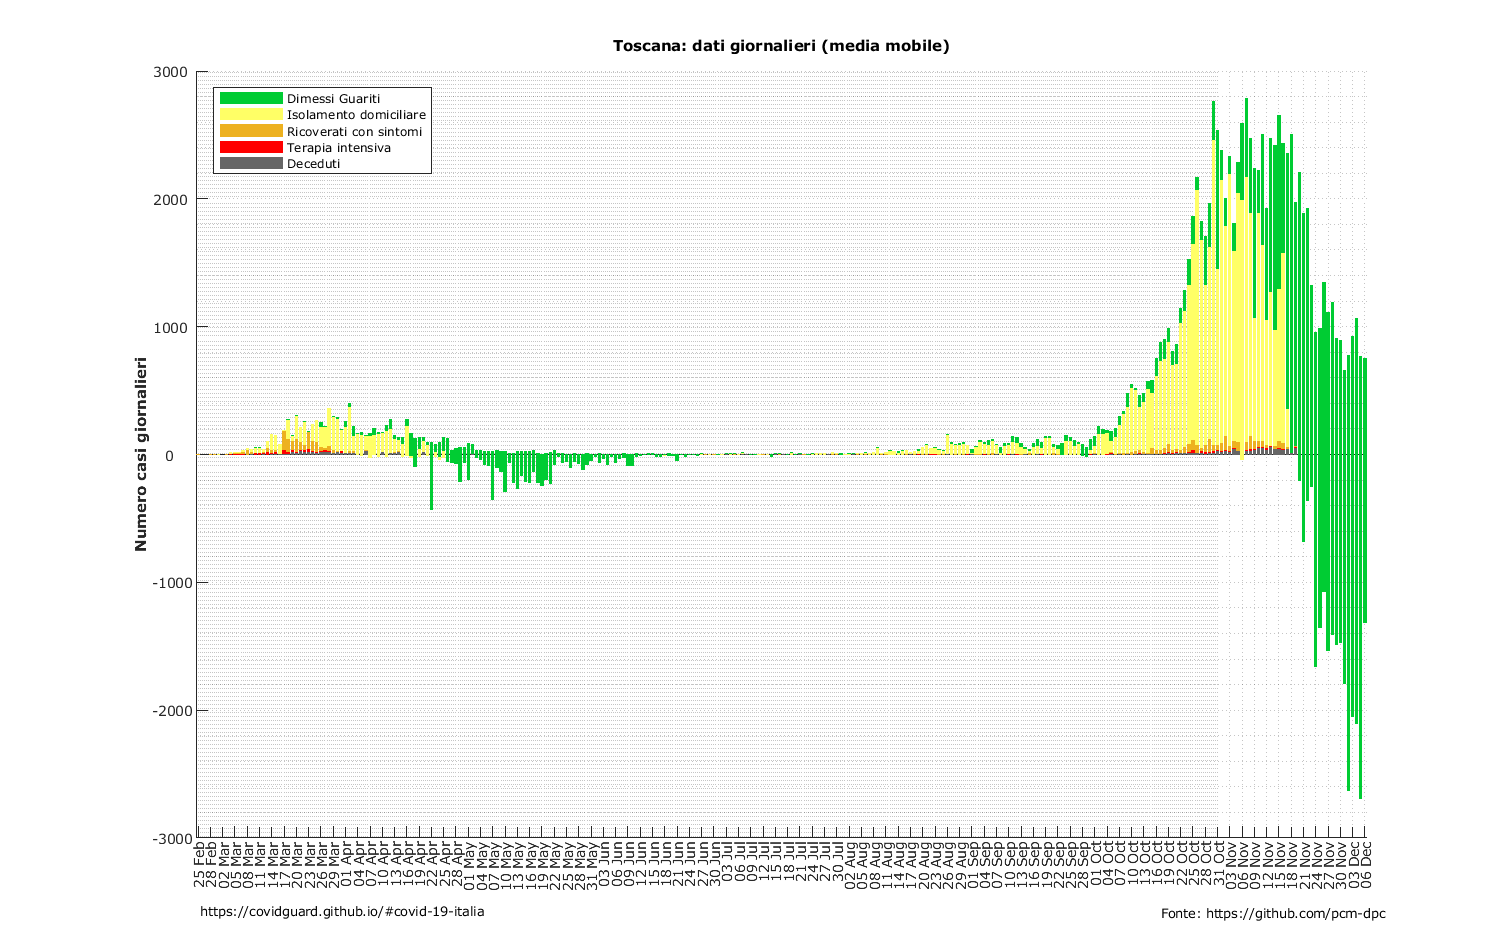 Toscana: dati giornalieri (media mobile)
3000
2000
1000
0
-1000
-2000
-3000
Numero casi giornalieri
Dimessi Guariti
Isolamento domiciliare
Ricoverati con sintomi
Terapia intensiva
Deceduti
25 Feb
28 Feb
02 Mar
05 Mar
08 Mar
11 Mar
14 Mar
17 Mar
20 Mar
23 Mar
26 Mar
29 Mar
01 Apr
04 Apr
07 Apr
10 Apr
13 Apr
16 Apr
19 Apr
22 Apr
25 Apr
28 Apr
01 May
04 May
07 May
10 May
13 May
16 May
19 May
22 May
25 May
28 May
31 May
03 Jun
06 Jun
09 Jun
12 Jun
15 Jun
18 Jun
21 Jun
24 Jun
27 Jun
30 Jun
03 Jul
06 Jul
09 Jul
12 Jul
15 Jul
18 Jul
21 Jul
24 Jul
27 Jul
30 Jul
02 Aug
05 Aug
08 Aug
11 Aug
14 Aug
17 Aug
20 Aug
23 Aug
26 Aug
29 Aug
01 Sep
04 Sep
07 Sep
10 Sep
13 Sep
16 Sep
19 Sep
22 Sep
25 Sep
28 Sep
01 Oct
04 Oct
07 Oct
10 Oct
13 Oct
16 Oct
19 Oct
22 Oct
25 Oct
28 Oct
31 Oct
03 Nov
06 Nov
09 Nov
12 Nov
15 Nov
18 Nov
21 Nov
24 Nov
27 Nov
30 Nov
03 Dec
06 Dec
https://covidguard.github.io/#covid-19-italia
Fonte: https://github.com/pcm-dpc